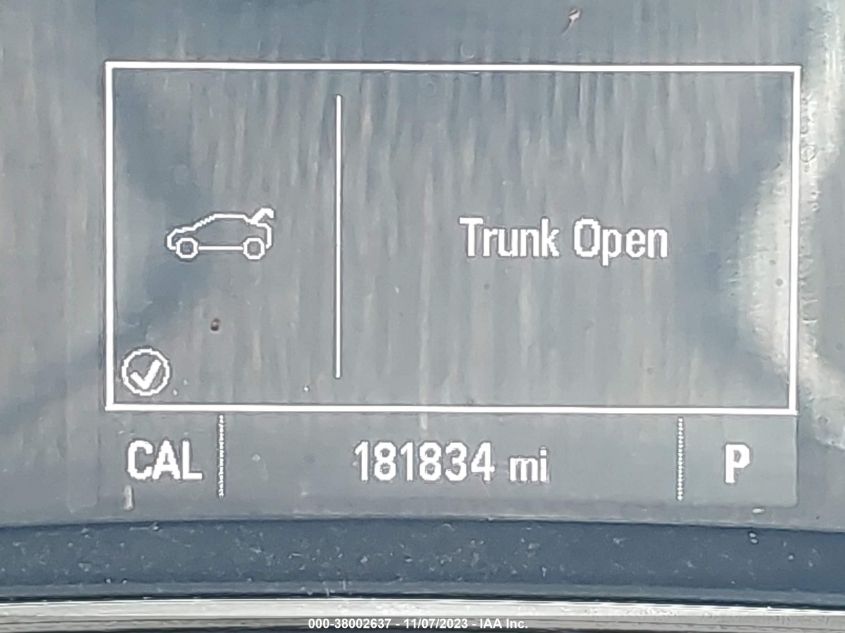 Trunk Open
CAL 181834 mi P
000-38002637 - 11/07/2023 - IAA Inc.